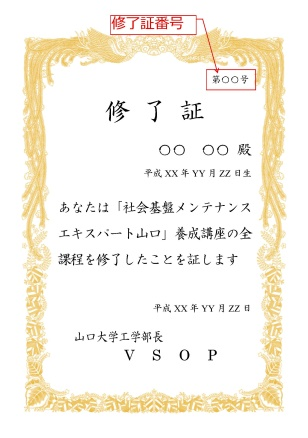 修了証番号
第〇〇号
修了証
〇〇 〇〇 殿
平成 XX 年 YY 月 ZZ 日生
あなたは「社会基盤メンテナンス
エキスパート山口」養成講座の全
課程を修了したことを証します
平成 XX 年 YY 月 ZZ 日
山口大学工学部長
V S O P